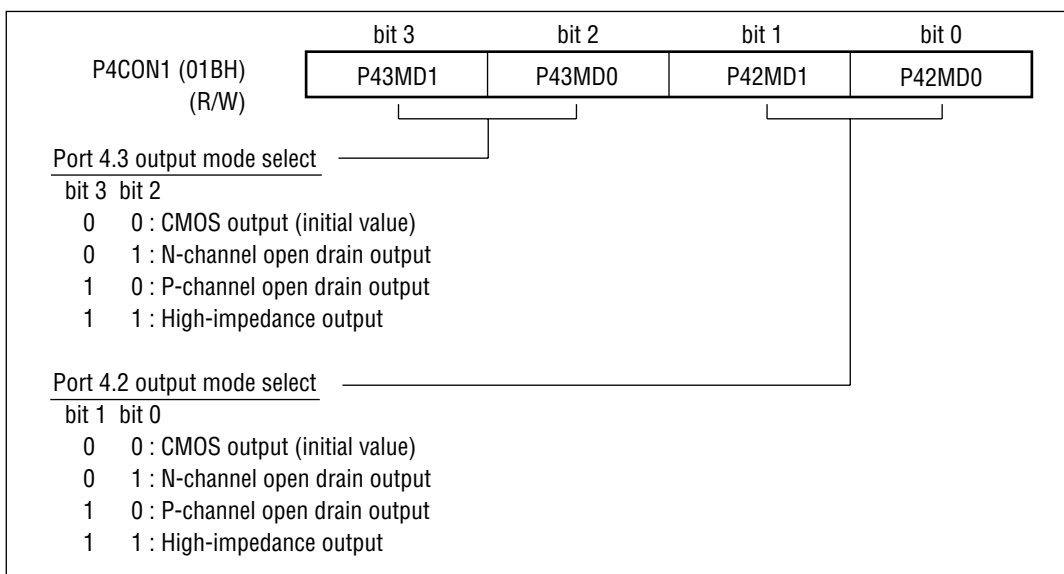 bit 3 bit 2 bit 1 bit 0
P4CON1 (01BH) P43MD1 P43MD0 P42MD1 P42MD0
(R/W)
Port 4.3 output mode select
bit 3 bit 2
0 0 : CMOS output (initial value)
0 1 : N-channel open drain output
1 0 : P-channel open drain output
1 1 : High-impedance output
Port 4.2 output mode select
bit 1 bit 0
0 0 : CMOS output (initial value)
0 1 : N-channel open drain output
1 0 : P-channel open drain output
1 1 : High-impedance output